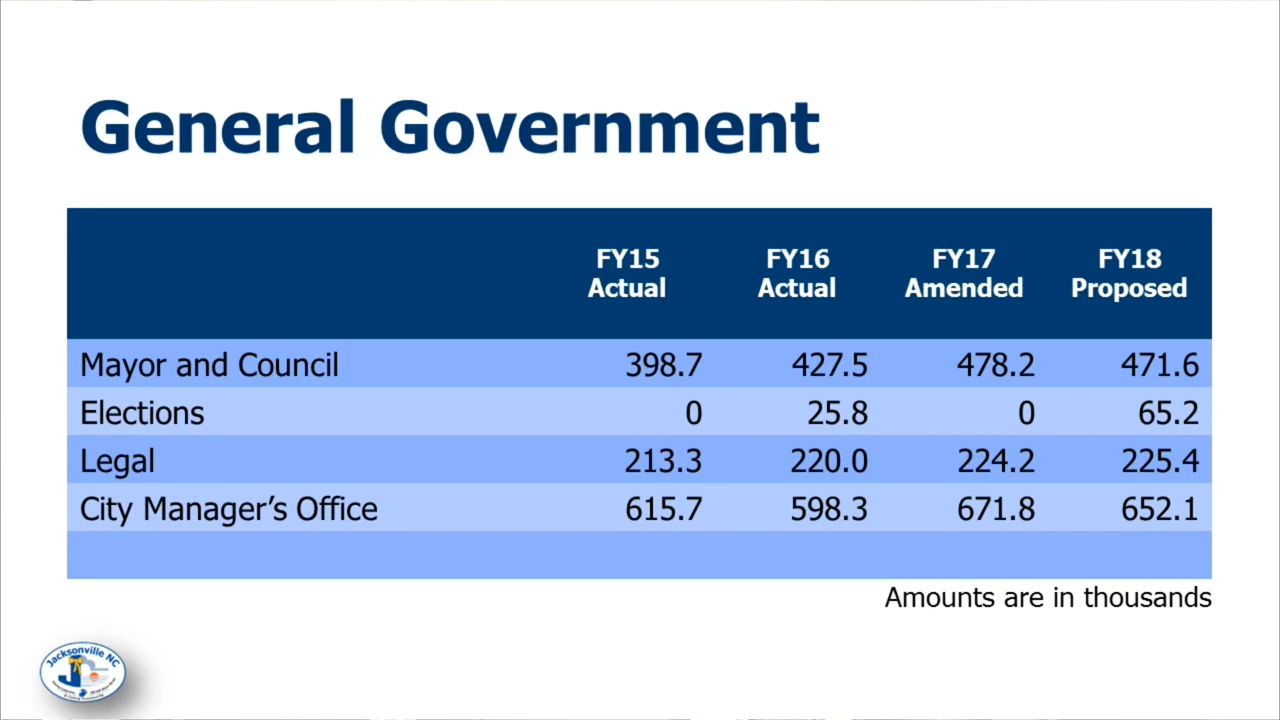 General Government
FY15 Actual FY16 Actual FY17 Amended FY18 Proposed
Mayor and Council 398.7 427.5 478.2 471.6
Elections 0 25.8 0 65.2
Legal 213.3 220.0 224.2 225.4
City Manager’s Office 615.7 598.3 671.8 652.1
Amounts are in thousands
Jacksonville NC